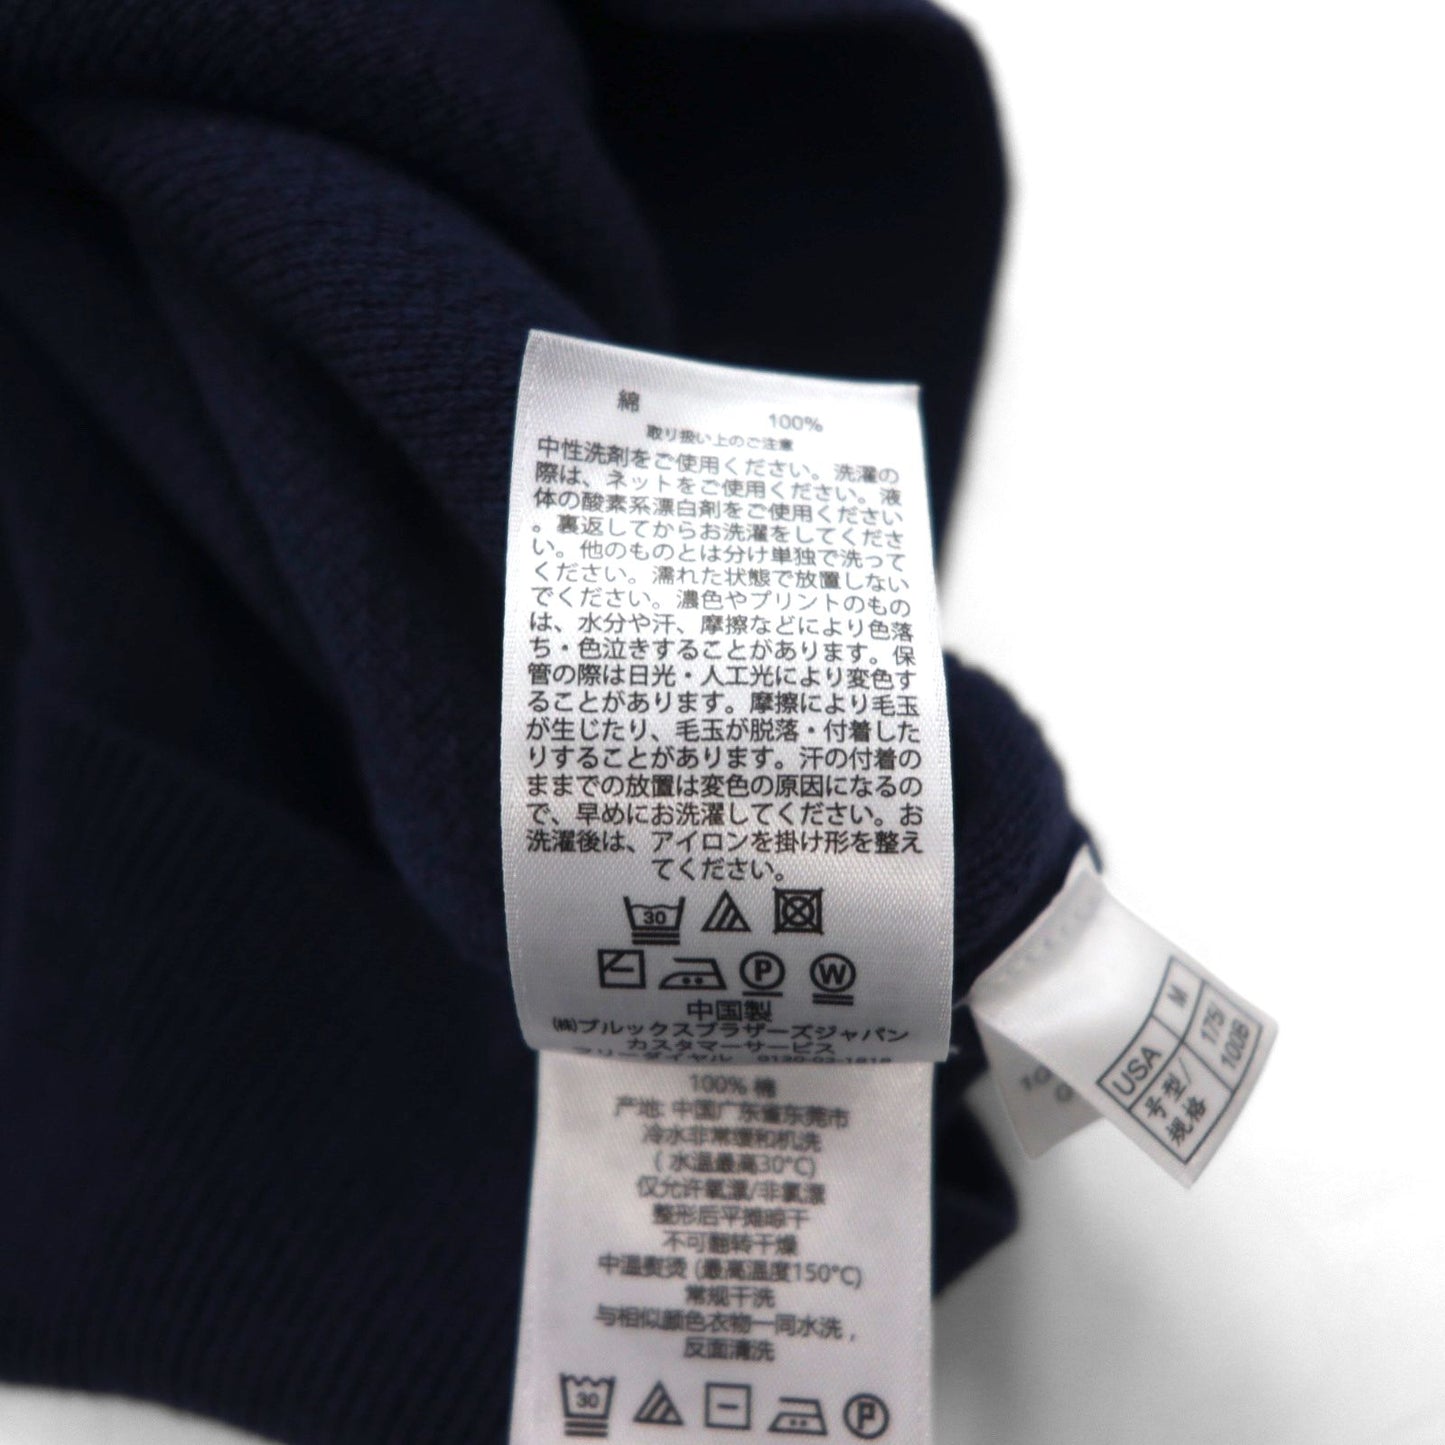 綿 100%
取り扱い上のご注意
中性洗剤をご使用ください。洗濯の
際は、ネットをご使用ください。液
体の酸素系漂白剤をご使用ください
。裏返してからお洗濯をしてくださ
い。他のものとは分け単独で洗って
ください。濡れた状態で放置しない
でください。濃色やプリントのもの
は、水分や汗、摩擦などにより色落
ち・色泣きすることがあります。保
管の際は日光・人工光により変色す
ることがあります。摩擦により毛玉
が生じたり、毛玉が脱落・付着した
りすることがあります。汗の付着の
ままでの放置は変色の原因になるの
で、早めにお洗濯してください。お
洗濯後は、アイロンを掛け形を整え
てください。
30
P W
中国製
㈱ブルックスブラザーズジャパン
カスタマーサービス
フリーダイヤル 0120-02-1818
100% 棉
产地: 中国广东省东莞市
冷水非常缓和机洗
( 水温最高30°C)
仅允许氧漂/非氯漂
整形后平摊晾干
不可翻转干燥
中温熨烫 (最高温度150°C)
常规干洗
与相似颜色衣物一同水洗 ,
反面清洗
30 P
USA M
号型/ 175/
规格 100B